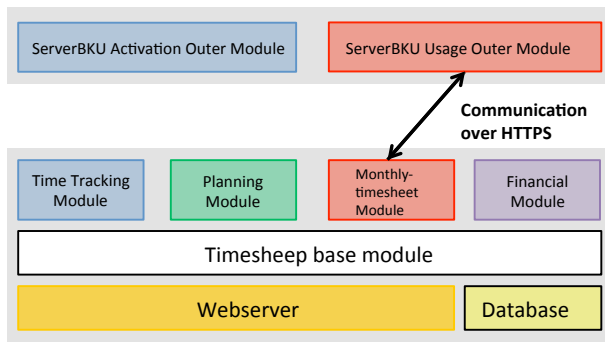 ServerBKU Activation Outer Module
ServerBKU Usage Outer Module
Communication
over HTTPS
Time Tracking
Module
Planning
Module
Monthly-
timesheet
Module
Financial
Module
Timesheep base module
Webserver
Database